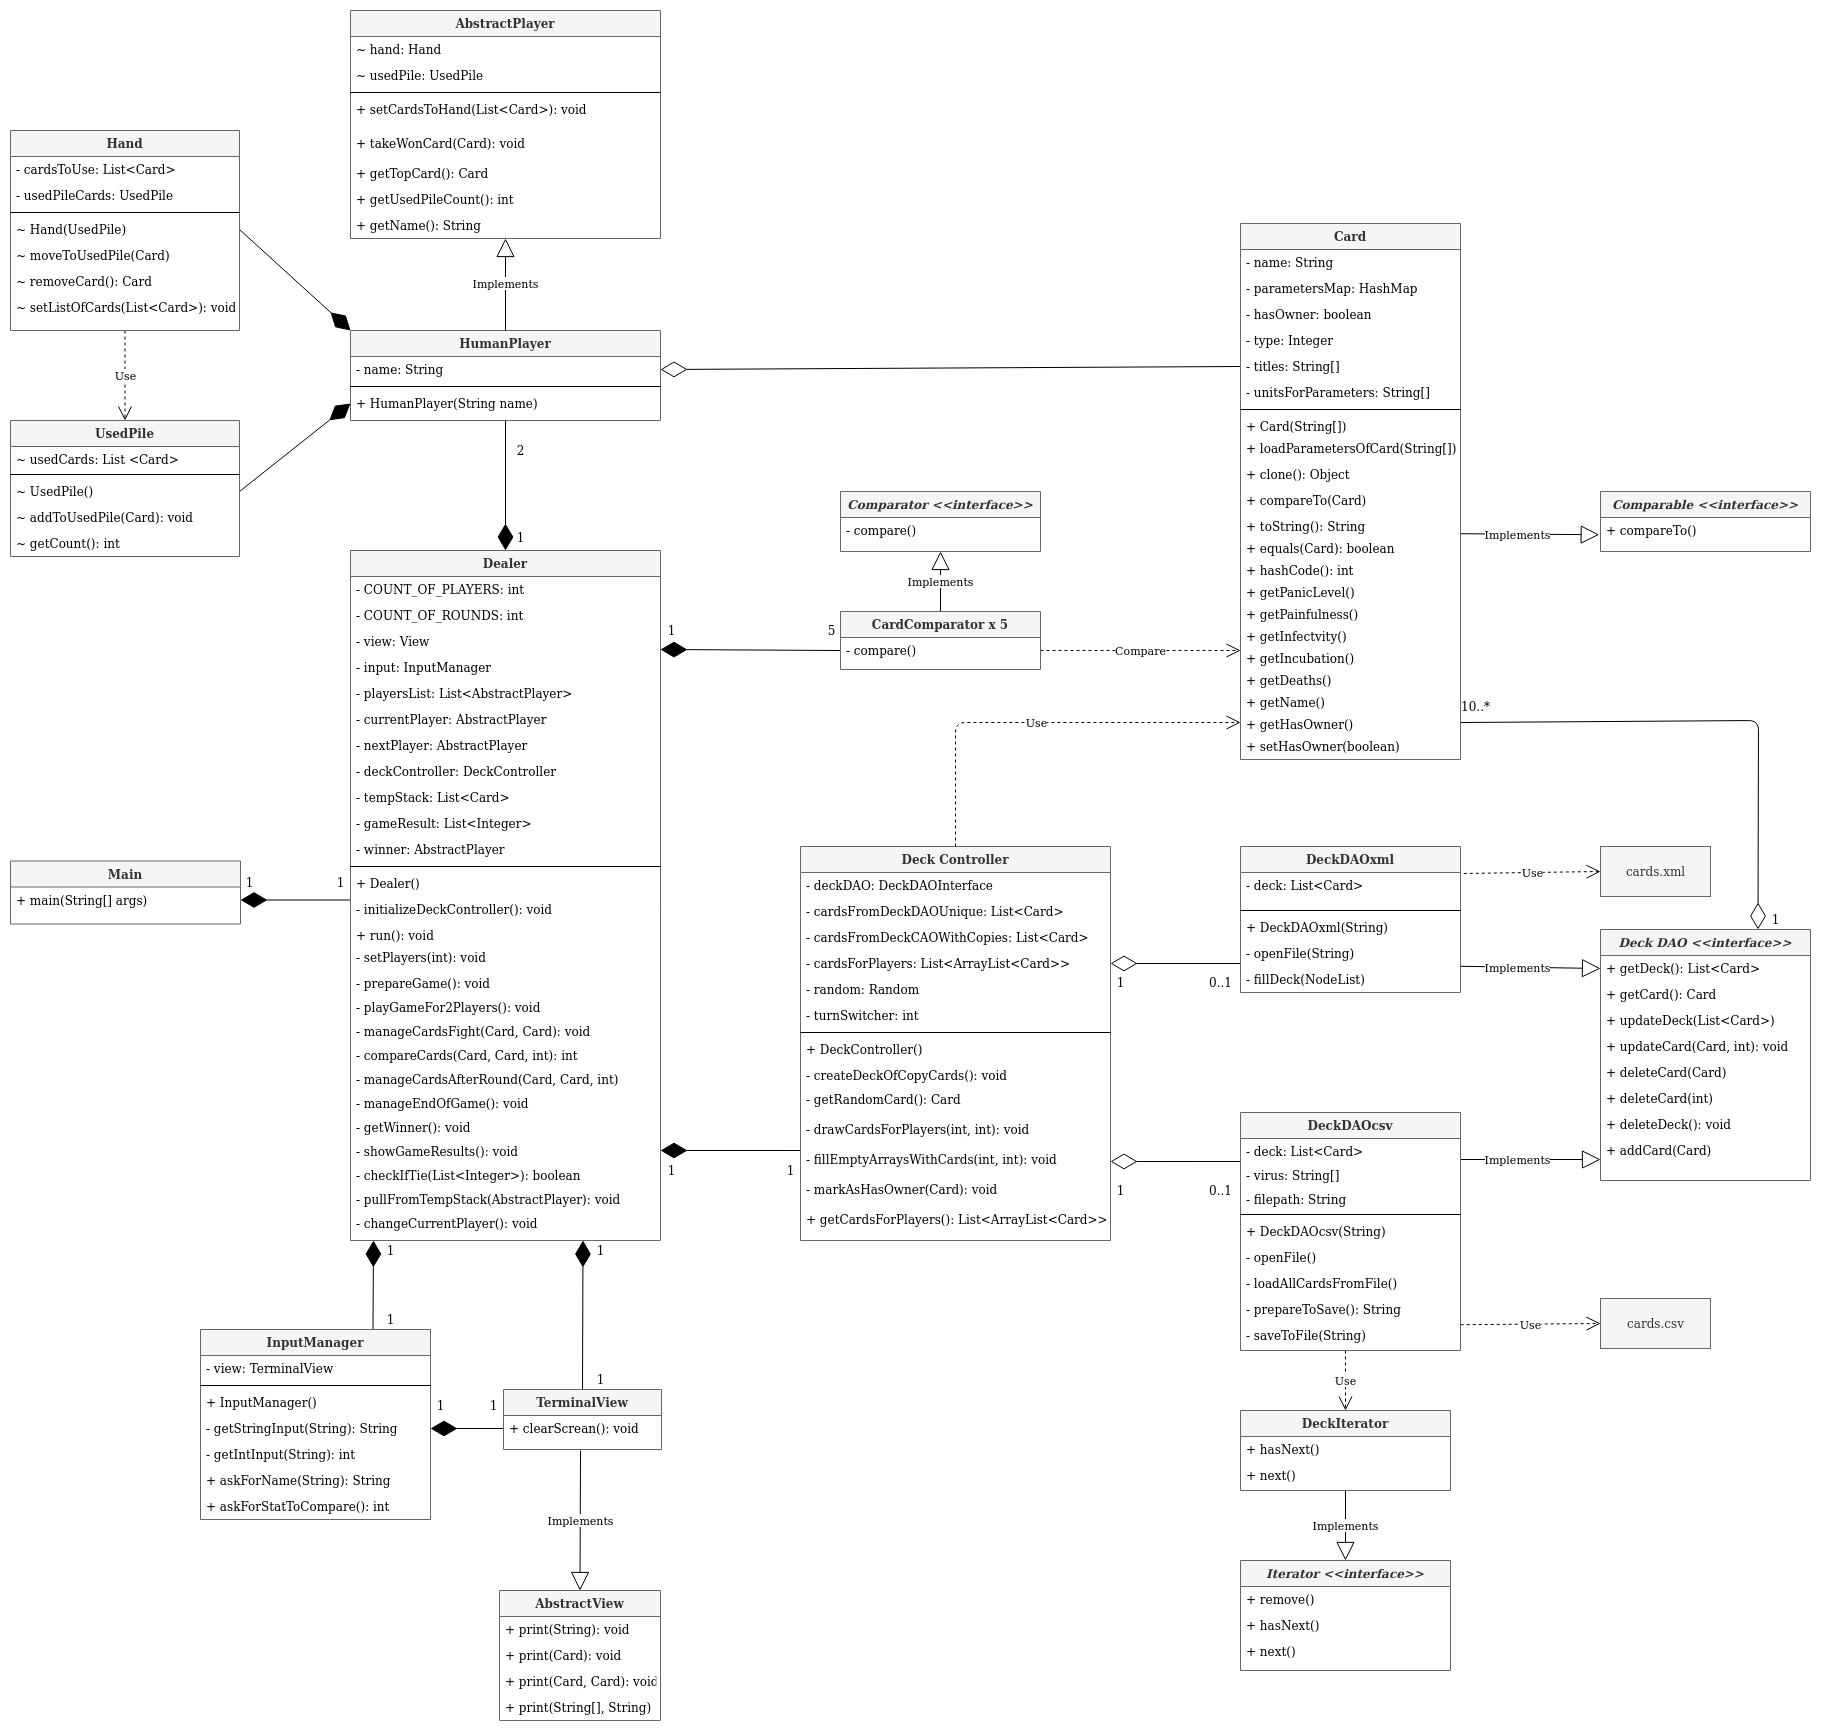 AbstractPlayer
~ hand: Hand
~ usedPile: UsedPile
+ setCardsToHand(List<Card>): void
+ takeWonCard(Card): void
+ getTopCard(): Card
+ getUsedPileCount(): int
+ getName(): String
Hand
- cardsToUse: List<Card>
- usedPileCards: UsedPile
~ Hand(UsedPile)
~ moveToUsedPile(Card)
~ removeCard(): Card
~ setListOfCards(List<Card>): void
Implements
Use
HumanPlayer
- name: String
+ HumanPlayer(String name)
UsedPile
~ usedCards: List <Card>
~ UsedPile()
~ addToUsedPile(Card): void
~ getCount(): int
2
1
Card
- name: String
- parametersMap: HashMap
- hasOwner: boolean
- type: Integer
- titles: String[]
- unitsForParameters: String[]
+ Card(String[])
+ loadParametersOfCard(String[])
+ clone(): Object
+ compareTo(Card)
+ toString(): String
+ equals(Card): boolean
+ hashCode(): int
+ getPanicLevel()
+ getPainfulness()
+ getInfectvity()
+ getIncubation()
+ getDeaths()
+ getName()
+ getHasOwner()
+ setHasOwner(boolean)
Comparator <<interface>>
- compare()
Implements
CardComparator x 5
- compare()
1
5
Compare
Implements
Comparable <<interface>>
+ compareTo()
Use
10..*
1
Dealer
- COUNT_OF_PLAYERS: int
- COUNT_OF_ROUNDS: int
- view: View
- input: InputManager
- playersList: List<AbstractPlayer>
- currentPlayer: AbstractPlayer
- nextPlayer: AbstractPlayer
- deckController: DeckController
- tempStack: List<Card>
- gameResult: List<Integer>
- winner: AbstractPlayer
+ Dealer()
- initializeDeckController(): void
+ run(): void
- setPlayers(int): void
- prepareGame(): void
- playGameFor2Players(): void
- manageCardsFight(Card, Card): void
- compareCards(Card, Card, int): int
- manageCardsAfterRound(Card, Card, int)
- manageEndOfGame(): void
- getWinner(): void
- showGameResults(): void
- checkIfTie(List<Integer>): boolean
- pullFromTempStack(AbstractPlayer): void
- changeCurrentPlayer(): void
Main
+ main(String[] args)
1
1
Deck Controller
- deckDAO: DeckDAOInterface
- cardsFromDeckDAOUnique: List<Card>
- cardsFromDeckCAOWithCopies: List<Card>
- cardsForPlayers: List<ArrayList<Card>>
- random: Random
- turnSwitcher: int
+ DeckController()
- createDeckOfCopyCards(): void
- getRandomCard(): Card
- drawCardsForPlayers(int, int): void
- fillEmptyArraysWithCards(int, int): void
- markAsHasOwner(Card): void
+ getCardsForPlayers(): List<ArrayList<Card>>
1
1
1
0..1
1
0..1
DeckDAOxml
- deck: List<Card>
+ DeckDAOxml(String)
- openFile(String)
- fillDeck(NodeList)
Use
cards.xml
Implements
Deck DAO <<interface>>
+ getDeck(): List<Card>
+ getCard(): Card
+ updateDeck(List<Card>)
+ updateCard(Card, int): void
+ deleteCard(Card)
+ deleteCard(int)
+ deleteDeck(): void
+ addCard(Card)
DeckDAOcsv
- deck: List<Card>
- virus: String[]
- filepath: String
+ DeckDAOcsv(String)
- openFile()
- loadAllCardsFromFile()
- prepareToSave(): String
- saveToFile(String)
Implements
Use
cards.csv
Use
DeckIterator
+ hasNext()
+ next()
Implements
Iterator <<interface>>
+ remove()
+ hasNext()
+ next()
1
1
1
1
InputManager
- view: TerminalView
+ InputManager()
- getStringInput(String): String
- getIntInput(String): int
+ askForName(String): String
+ askForStatToCompare(): int
1
1
TerminalView
+ clearScrean(): void
Implements
AbstractView
+ print(String): void
+ print(Card): void
+ print(Card, Card): void
+ print(String[], String)